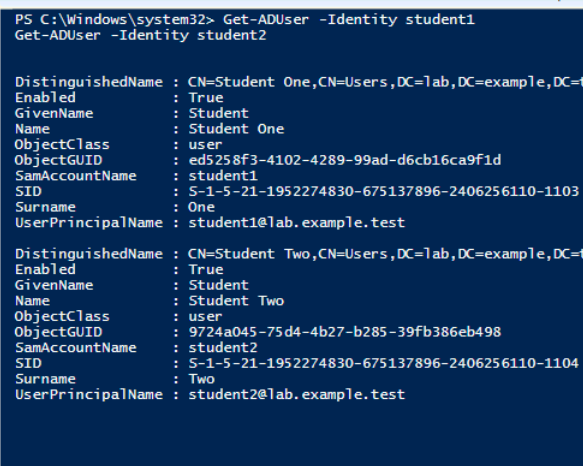 PS C:\Windows\system32> Get-ADUser -Identity student1
Get-ADUser -Identity student2
DistinguishedName : CN=Student One,CN=Users,DC=lab,DC=example,DC=t
Enabled           : True
GivenName         : Student
Name              : Student One
ObjectClass       : user
ObjectGUID        : ed5258f3-4102-4289-99ad-d6cb16ca9f1d
SamAccountName    : student1
SID               : S-1-5-21-1952274830-675137896-2406256110-1103
Surname           : One
UserPrincipalName : student1@lab.example.test
DistinguishedName : CN=Student Two,CN=Users,DC=lab,DC=example,DC=t
Enabled           : True
GivenName         : Student
Name              : Student Two
ObjectClass       : user
ObjectGUID        : 9724a045-75d4-4b27-b285-39fb386eb498
SamAccountName    : student2
SID               : S-1-5-21-1952274830-675137896-2406256110-1104
Surname           : Two
UserPrincipalName : student2@lab.example.test